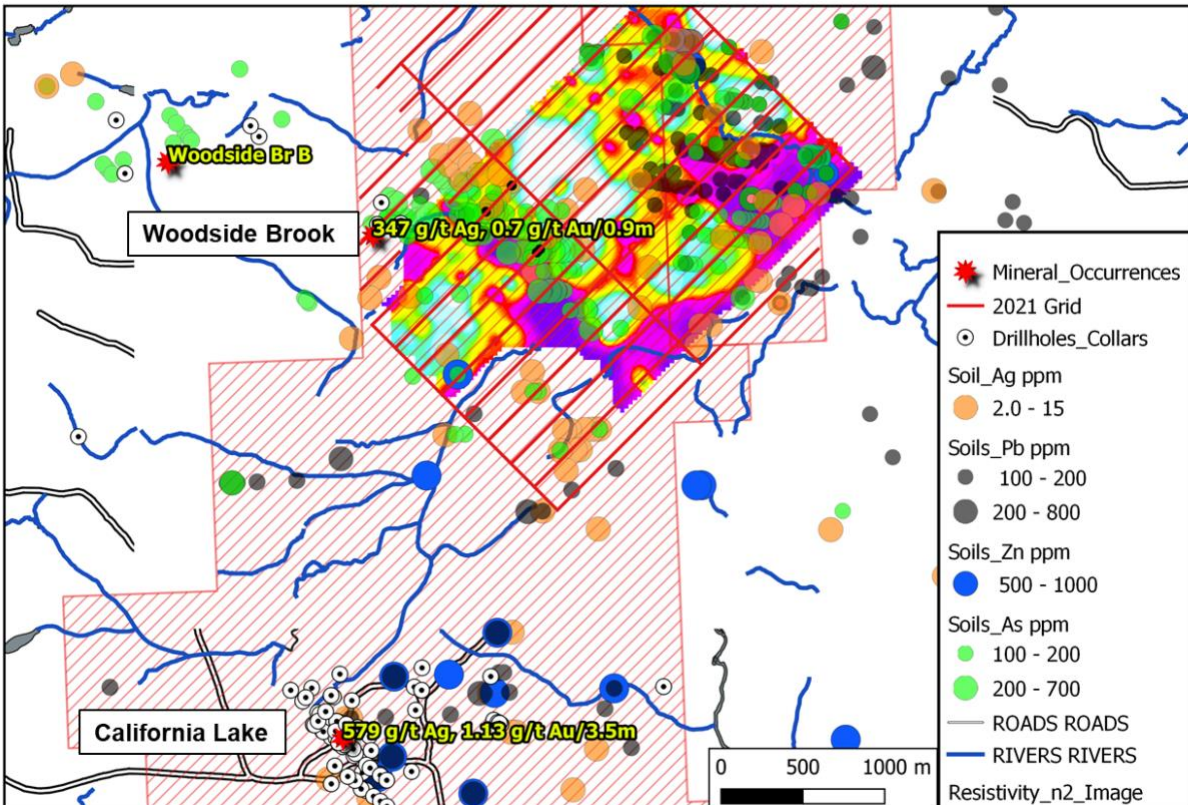 Woodside Br B
Woodside Brook
347 g/t Ag, 0.7 g/t Au/0.9m
Mineral_Occurrences
2021 Grid
Drillholes_Collars
Soil_Ag ppm
2.0 - 15
Soils_Pb ppm
100 - 200
200 - 800
Soils_Zn ppm
500 - 1000
Soils_As ppm
100 - 200
200 - 700
ROADS ROADS
RIVERS RIVERS
Resistivity_n2_Image
California Lake
579 g/t Ag, 1.13 g/t Au/3.5m
0 500 1000 m